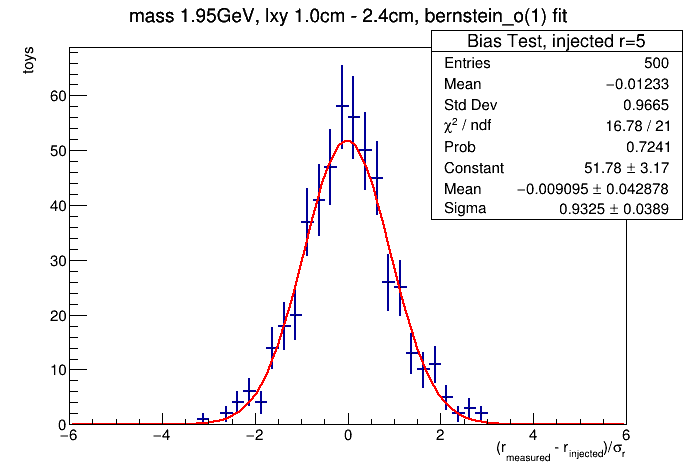 mass 1.95GeV, lxy 1.0cm - 2.4cm, bernstein_o(1) fit
toys
Bias Test, injected r=5
Entries 500
Mean −0.01233
Std Dev 0.9665
χ² / ndf 16.78 / 21
Prob 0.7241
Constant 51.78 ± 3.17
Mean −0.009095 ± 0.042878
Sigma 0.9325 ± 0.0389
60
50
40
30
20
10
0
−6 −4 −2 0 2 4 6
(r_measured - r_injected)/σ_r